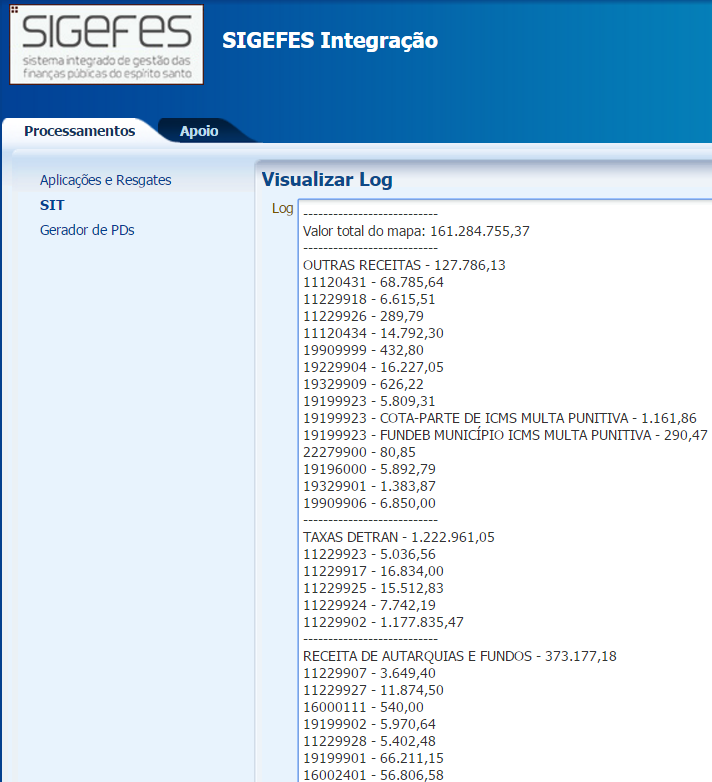 SIGEFES
sistema integrado de gestão das
finanças públicas do espírito santo
SIGEFES Integração
Processamentos
Apoio
Aplicações e Resgates
SIT
Gerador de PDs
Visualizar Log
Log
---------------------------
Valor total do mapa: 161.284.755,37
---------------------------
OUTRAS RECEITAS - 127.786,13
11120431 - 68.785,64
11229918 - 6.615,51
11229926 - 289,79
11120434 - 14.792,30
19909999 - 432,80
19229904 - 16.227,05
19329909 - 626,22
19199923 - 5.809,31
19199923 - COTA-PARTE DE ICMS MULTA PUNITIVA - 1.161,86
19199923 - FUNDEB MUNICÍPIO ICMS MULTA PUNITIVA - 290,47
22279900 - 80,85
19196000 - 5.892,79
19329901 - 1.383,87
19909906 - 6.850,00
---------------------------
TAXAS DETRAN - 1.222.961,05
11229923 - 5.036,56
11229917 - 16.834,00
11229925 - 15.512,83
11229924 - 7.742,19
11229902 - 1.177.835,47
---------------------------
RECEITA DE AUTARQUIAS E FUNDOS - 373.177,18
11229907 - 3.649,40
11229927 - 11.874,50
16000111 - 540,00
19199902 - 5.970,64
11229928 - 5.402,48
19199901 - 66.211,15
16002401 - 56.806,58